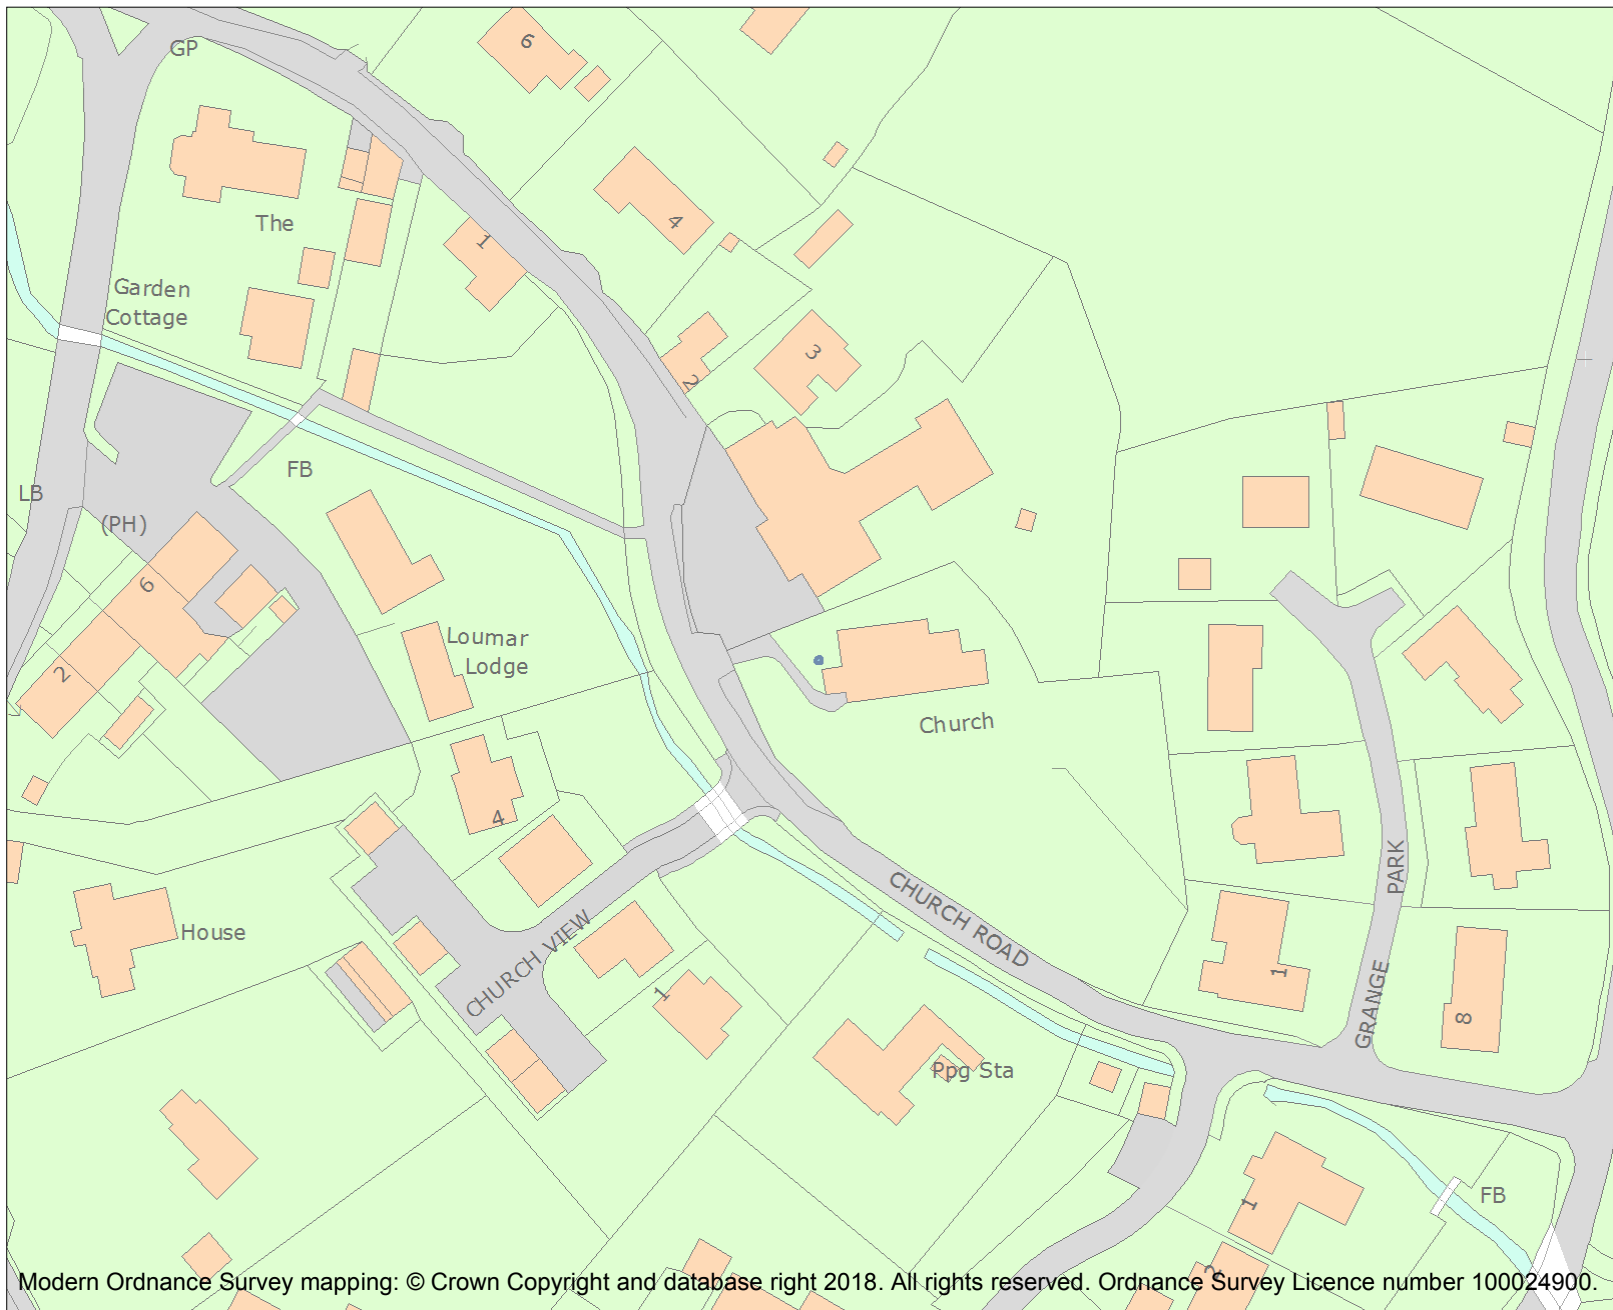 GP
6
The
4
1
Garden
Cottage
3
2
FB
LB
(PH)
6
2
Loumar
Lodge
Church
4
PARK
CHURCH ROAD
House
CHURCH VIEW
1
1
GRANGE
8
Ppg Sta
1
FB
2
Modern Ordnance Survey mapping: © Crown Copyright and database right 2018. All rights reserved. Ordnance Survey Licence number 100024900.